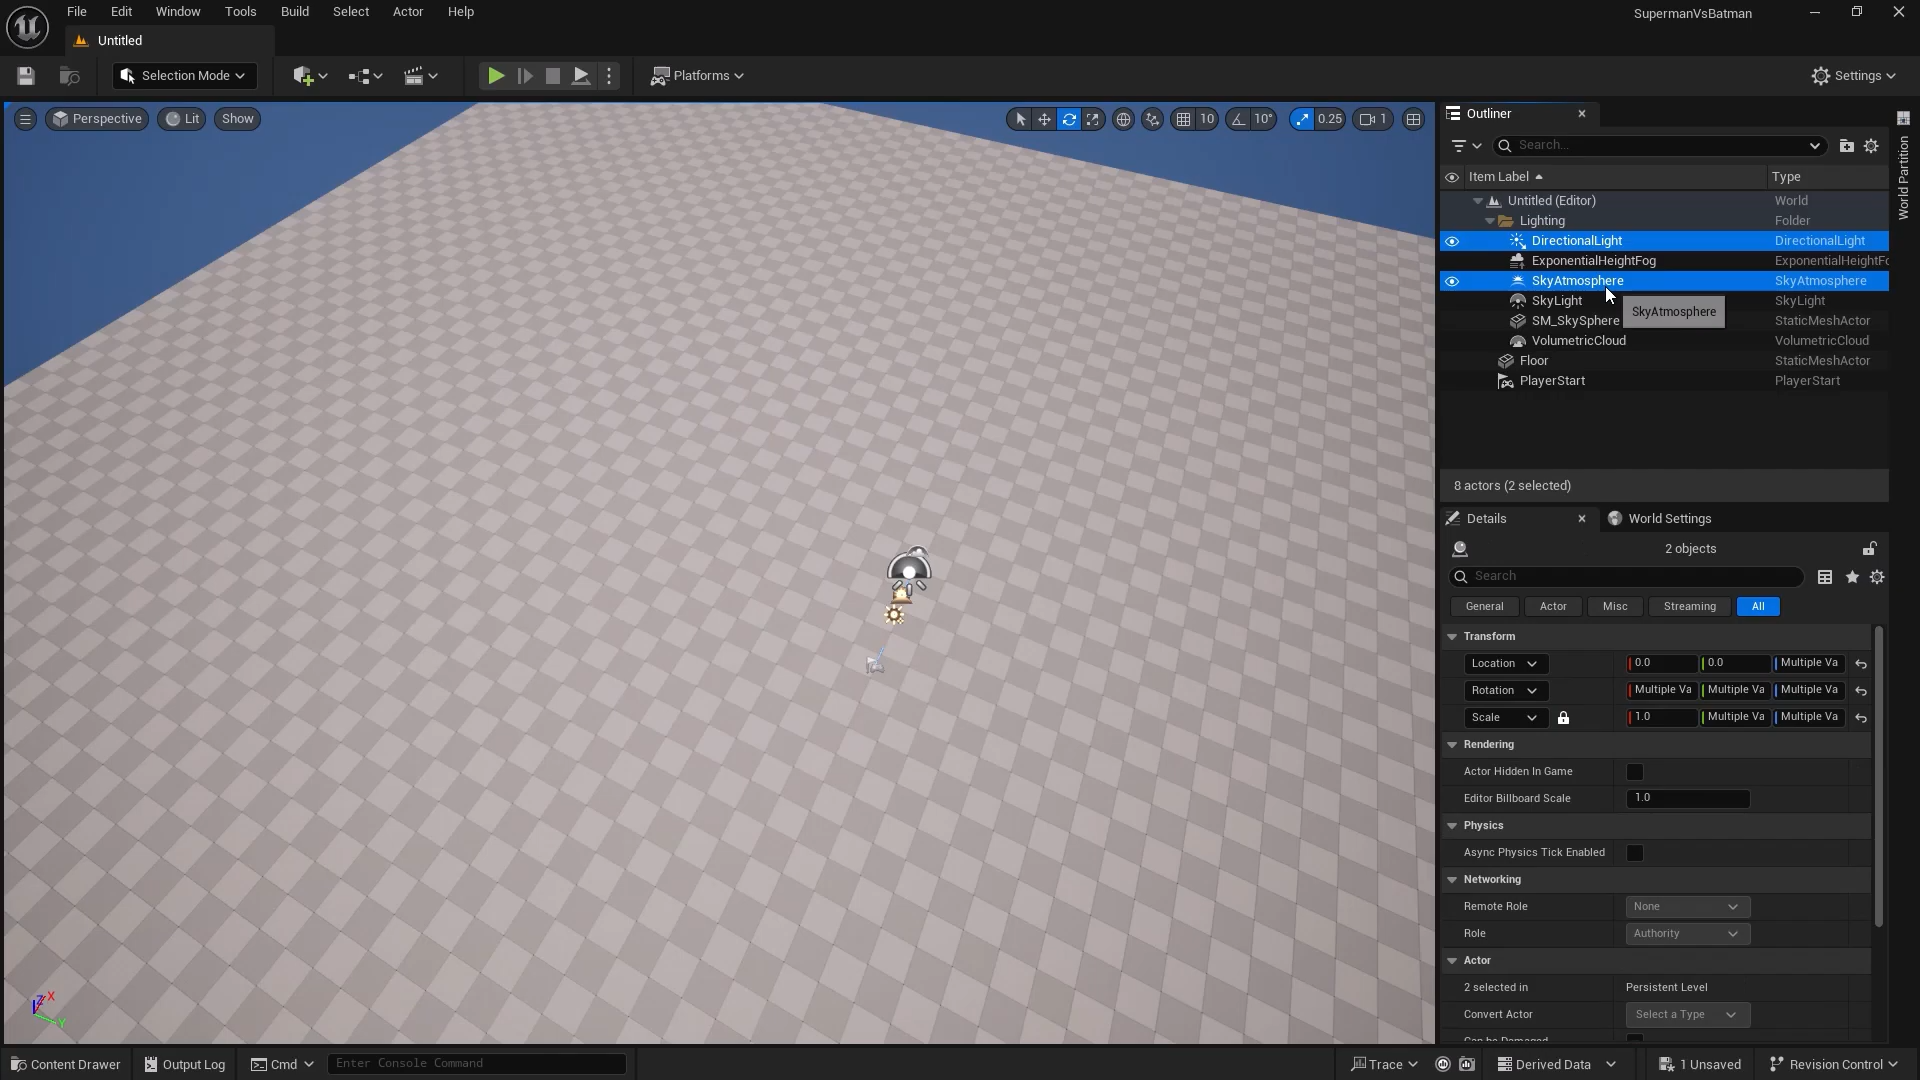 File Edit Window Tools Build Select Actor Help
SupermanVsBatman
Untitled
Selection Mode
Platforms
Settings
Perspective Lit Show
10 10° 0.25 1
Outliner
Search...
Item Label Type
Untitled (Editor) World
Lighting Folder
DirectionalLight DirectionalLight
ExponentialHeightFog ExponentialHeightFo
SkyAtmosphere SkyAtmosphere
SkyLight SkyLight
SkyAtmosphere
SM_SkySphere StaticMeshActor
VolumetricCloud VolumetricCloud
Floor StaticMeshActor
PlayerStart PlayerStart
World Partition
8 actors (2 selected)
Details World Settings
2 objects
Search
General Actor Misc Streaming All
Transform
Location 0.0 0.0 Multiple Va
Rotation Multiple Va Multiple Va Multiple Va
Scale 1.0 Multiple Va Multiple Va
Rendering
Actor Hidden In Game
Editor Billboard Scale 1.0
Physics
Async Physics Tick Enabled
Networking
Remote Role None
Role Authority
Actor
2 selected in Persistent Level
Convert Actor Select a Type
Can be Damaged
Z X
Y
Content Drawer Output Log Cmd Enter Console Command
Trace Derived Data 1 Unsaved Revision Control